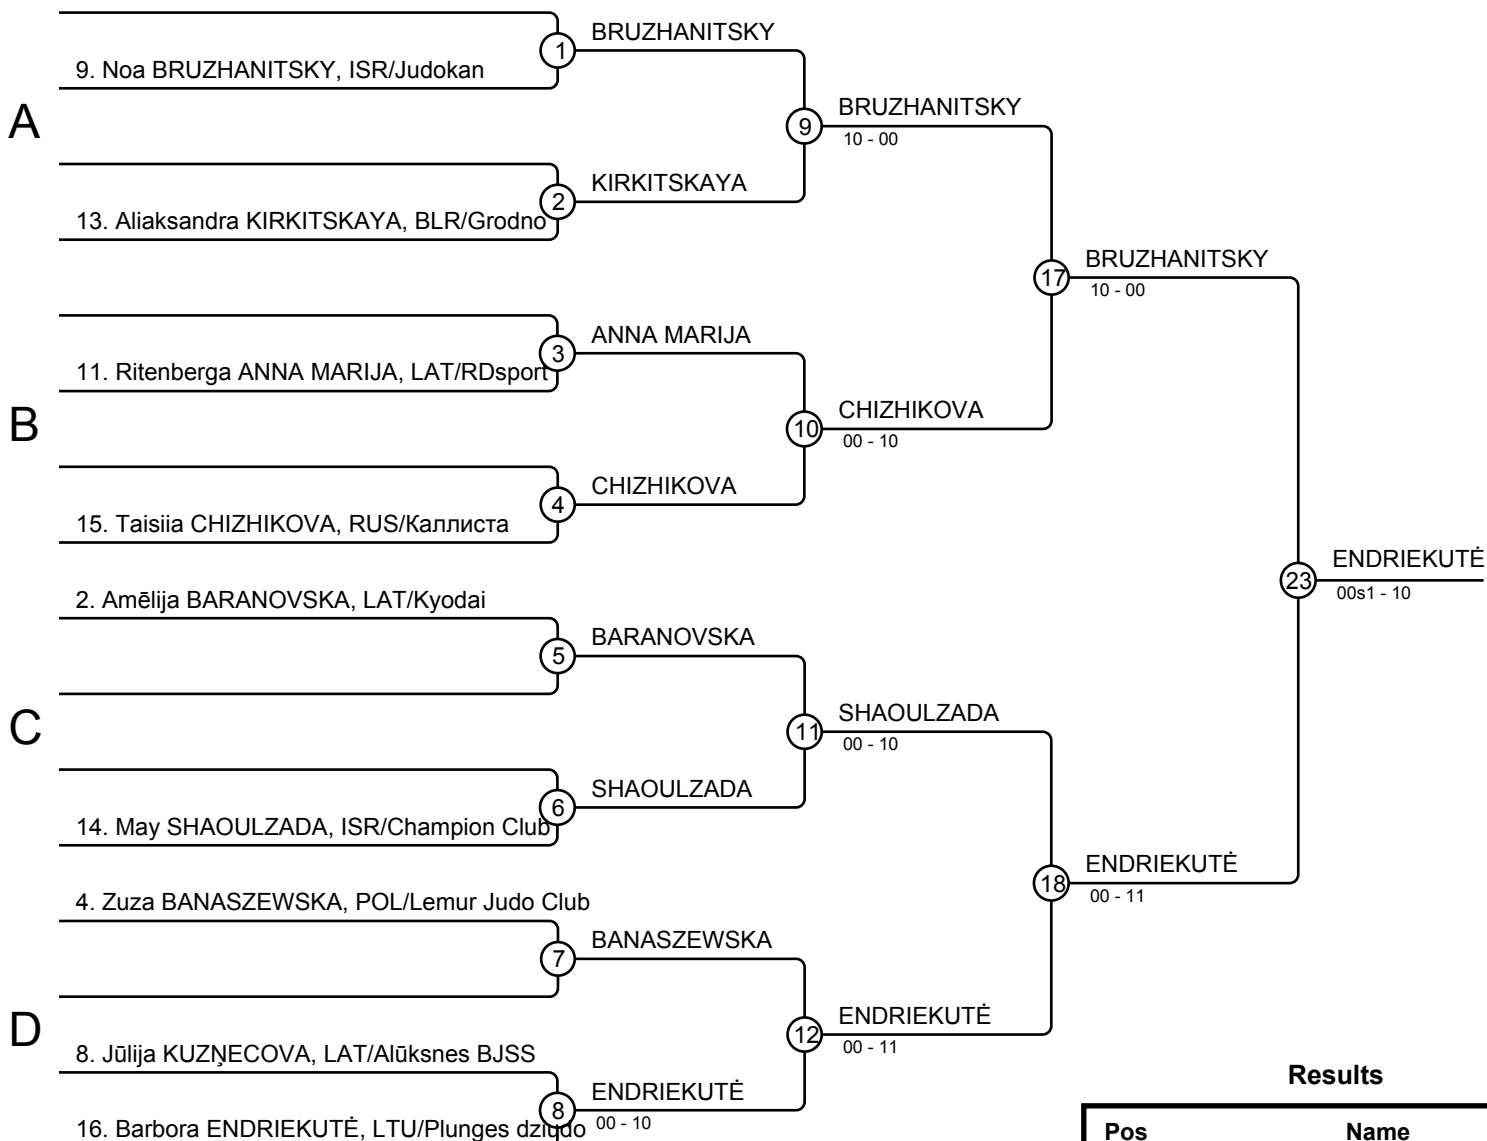 BRUZHANITSKY
1
9. Noa BRUZHANITSKY, ISR/Judokan
A
BRUZHANITSKY
9
10 - 00
KIRKITSKAYA
2
13. Aliaksandra KIRKITSKAYA, BLR/Grodno
BRUZHANITSKY
17
10 - 00
ANNA MARIJA
3
11. Ritenberga ANNA MARIJA, LAT/RDsport
B
CHIZHIKOVA
10
00 - 10
CHIZHIKOVA
4
15. Taisiia CHIZHIKOVA, RUS/Каллиста
ENDRIEKUTĖ
23
00s1 - 10
2. Amēlija BARANOVSKA, LAT/Kyodai
BARANOVSKA
5
C
SHAOULZADA
11
00 - 10
SHAOULZADA
6
14. May SHAOULZADA, ISR/Champion Club
ENDRIEKUTĖ
18
00 - 11
4. Zuza BANASZEWSKA, POL/Lemur Judo Club
BANASZEWSKA
7
D
ENDRIEKUTĖ
12
00 - 11
8. Jūlija KUZŅECOVA, LAT/Alūksnes BJSS
ENDRIEKUTĖ
8
00 - 10
16. Barbora ENDRIEKUTĖ, LTU/Plunges dziudo
Results
Pos Name